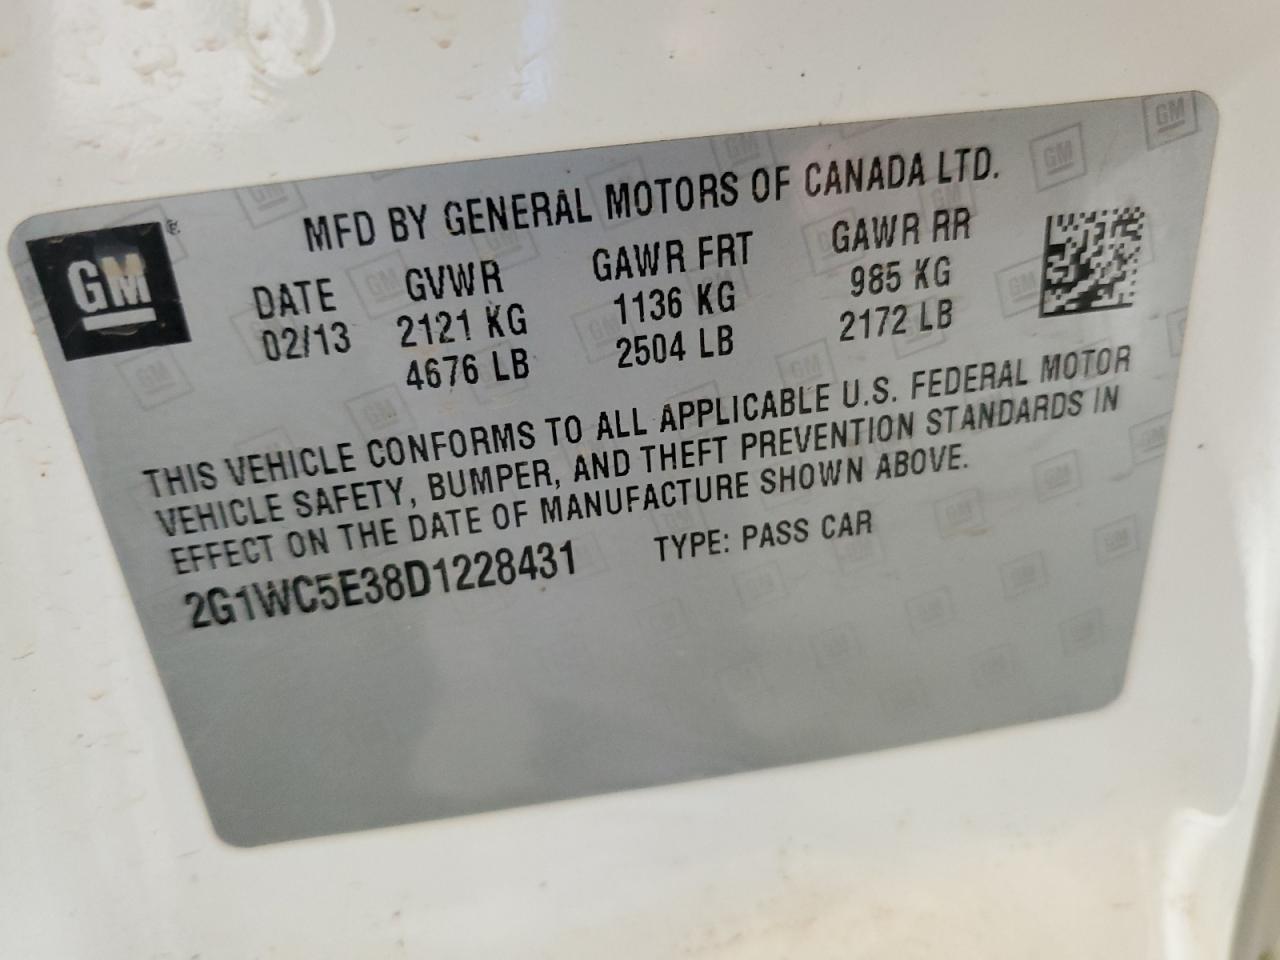 GM
MFD BY GENERAL MOTORS OF CANADA LTD.
DATE GVWR GAWR FRT GAWR RR
02/13 2121 KG 1136 KG 985 KG
4676 LB 2504 LB 2172 LB
THIS VEHICLE CONFORMS TO ALL APPLICABLE U.S. FEDERAL MOTOR
VEHICLE SAFETY, BUMPER, AND THEFT PREVENTION STANDARDS IN
EFFECT ON THE DATE OF MANUFACTURE SHOWN ABOVE.
2G1WC5E38D1228431 TYPE: PASS CAR